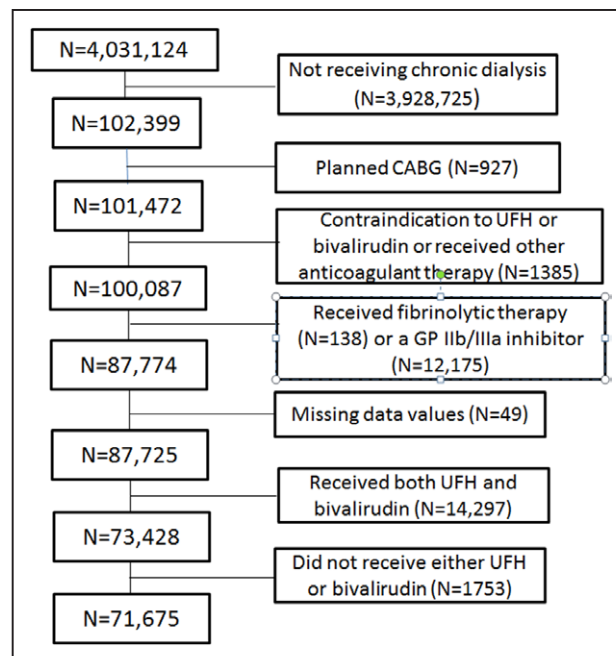 N=4,031,124
Not receiving chronic dialysis
(N=3,928,725)
N=102,399
Planned CABG (N=927)
N=101,472
Contraindication to UFH or
bivalirudin or received other
anticoagulant therapy (N=1385)
N=100,087
Received fibrinolytic therapy
(N=138) or a GP IIb/IIIa inhibitor
(N=12,175)
N=87,774
Missing data values (N=49)
N=87,725
Received both UFH and
bivalirudin (N=14,297)
N=73,428
Did not receive either UFH
or bivalirudin (N=1753)
N=71,675